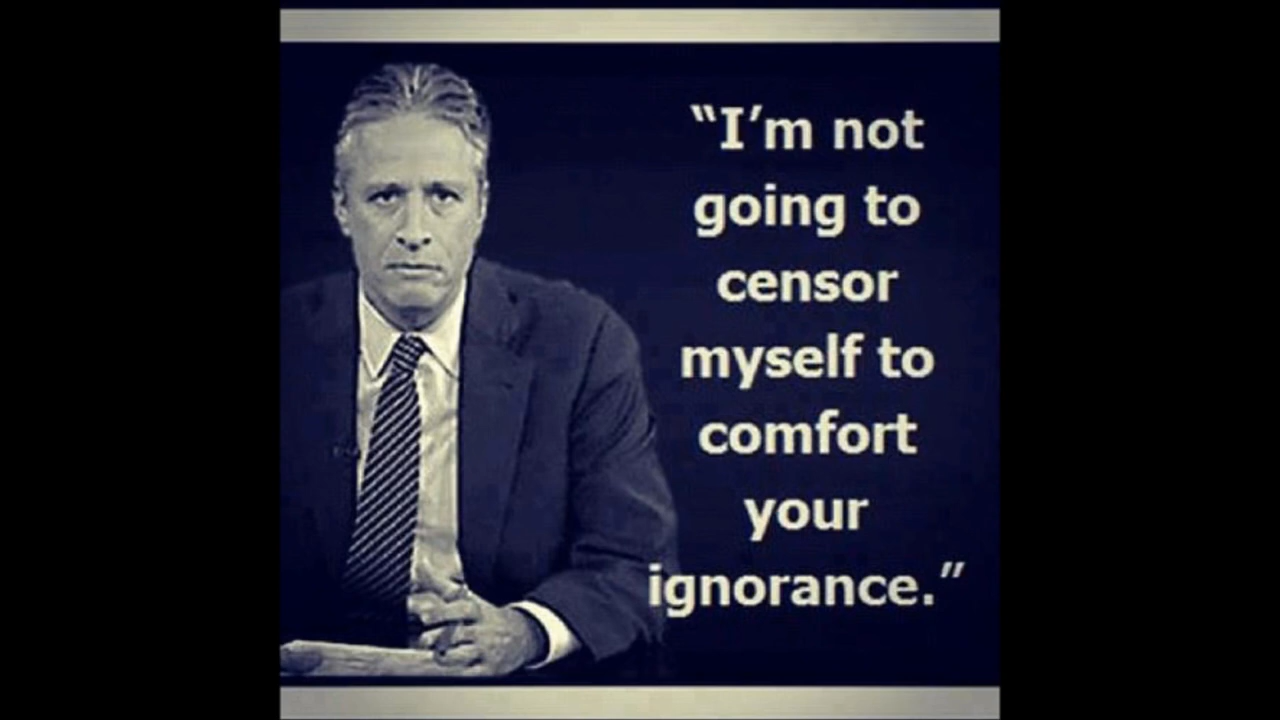 “I’m not
going to
censor
myself to
comfort
your
ignorance.”